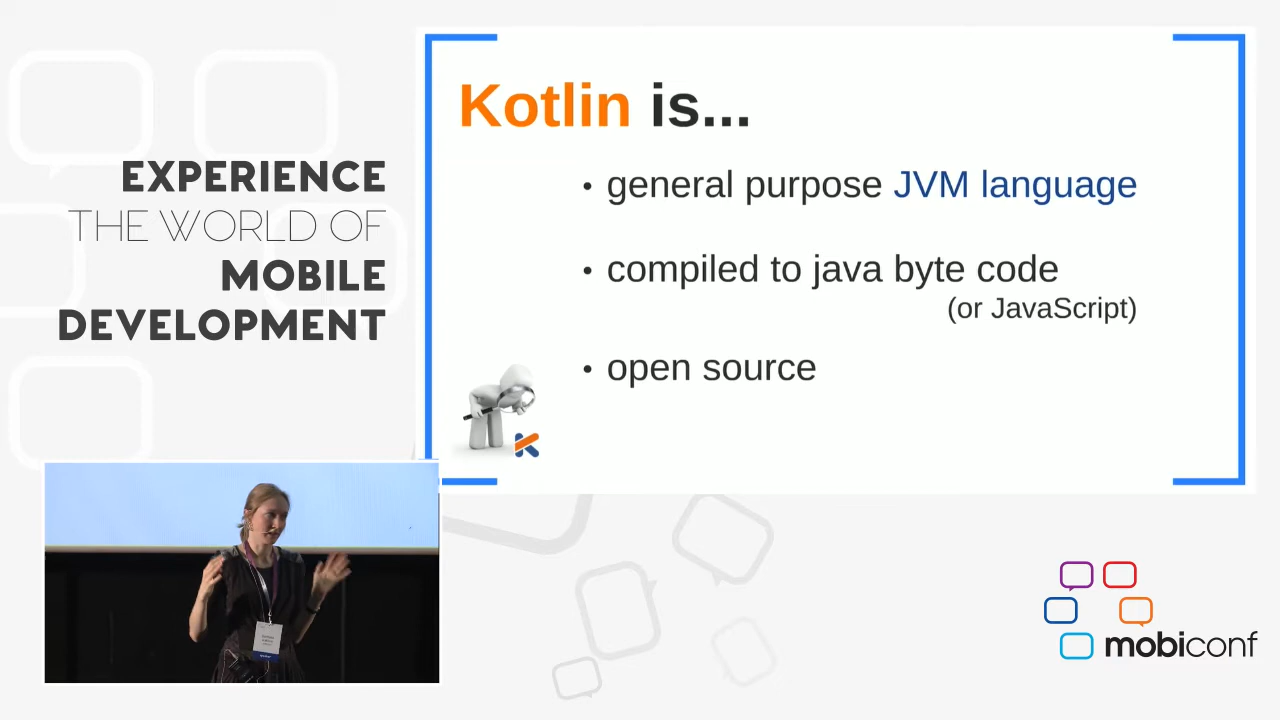 EXPERIENCE
THE WORLD OF
MOBILE
DEVELOPMENT
Kotlin is...
• general purpose JVM language
• compiled to java byte code
(or JavaScript)
• open source
mobiconf